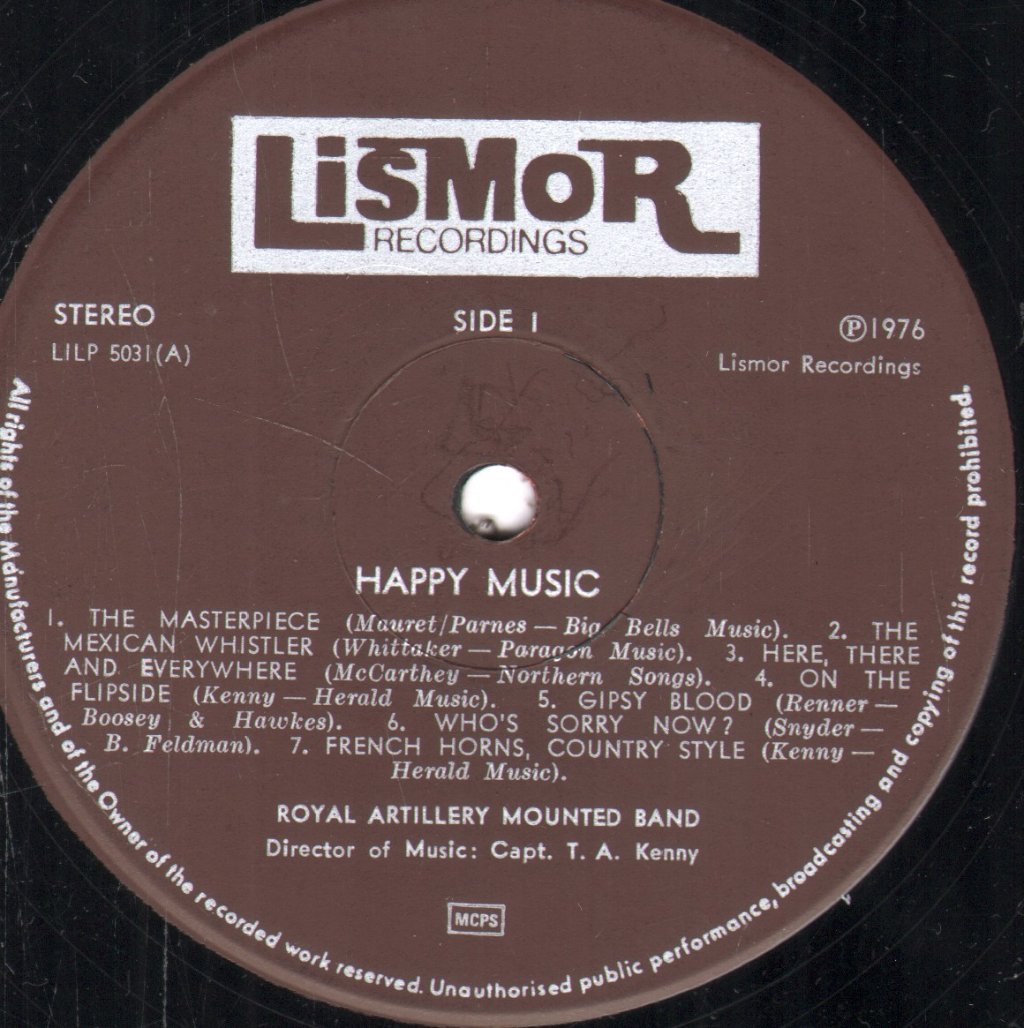 LiSMOR
RECORDINGS
STEREO
SIDE 1
℗1976
LILP 5031(A)
Lismor Recordings
HAPPY MUSIC
1. THE MASTERPIECE (Mauret/Parnes — Big Bells Music). 2. THE
MEXICAN WHISTLER (Whittaker — Paragon Music). 3. HERE, THERE
AND EVERYWHERE (McCarthey — Northern Songs). 4. ON THE
FLIPSIDE (Kenny — Herald Music). 5. GIPSY BLOOD (Renner —
Boosey & Hawkes). 6. WHO'S SORRY NOW? (Snyder —
B. Feldman). 7. FRENCH HORNS, COUNTRY STYLE (Kenny —
Herald Music).
ROYAL ARTILLERY MOUNTED BAND
Director of Music: Capt. T. A. Kenny
MCPS
All rights of the Manufacturers and of the Owner of the recorded work reserved. Unauthorised public performance, broadcasting and copying of this record prohibited.